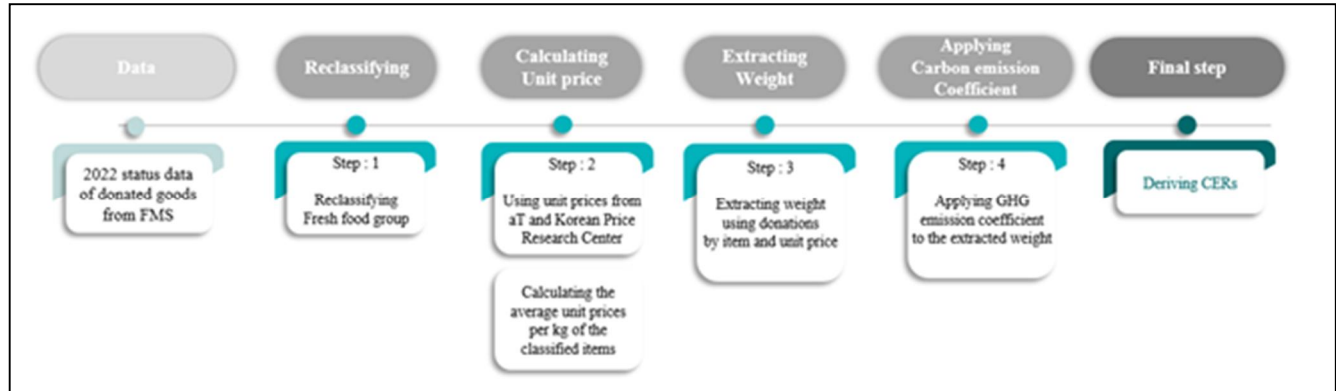 Data
Reclassifying
Calculating
Unit price
Extracting
Weight
Applying
Carbon emission
Coefficient
Final step
2022 status data
of donated goods
from FMS
Step : 1
Reclassifying
Fresh food group
Step : 2
Using unit prices from
aT and Korean Price
Research Center
Calculating the
average unit prices
per kg of the
classified items
Step : 3
Extracting weight
using donations
by item and unit price
Step : 4
Applying GHG
emission coefficient
to the extracted weight
Deriving CERs